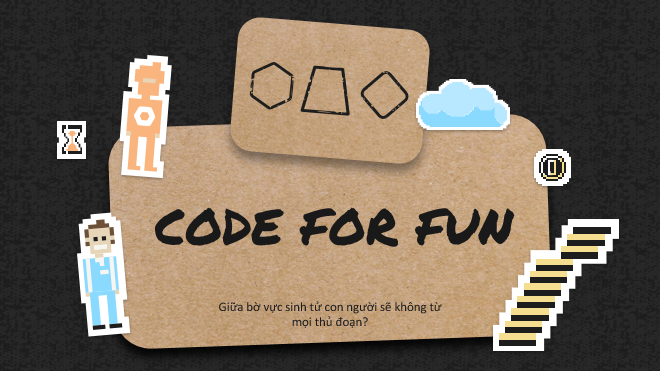 CODE FOR FUN
Giữa bờ vực sinh tử con người sẽ không từ
mọi thủ đoạn?